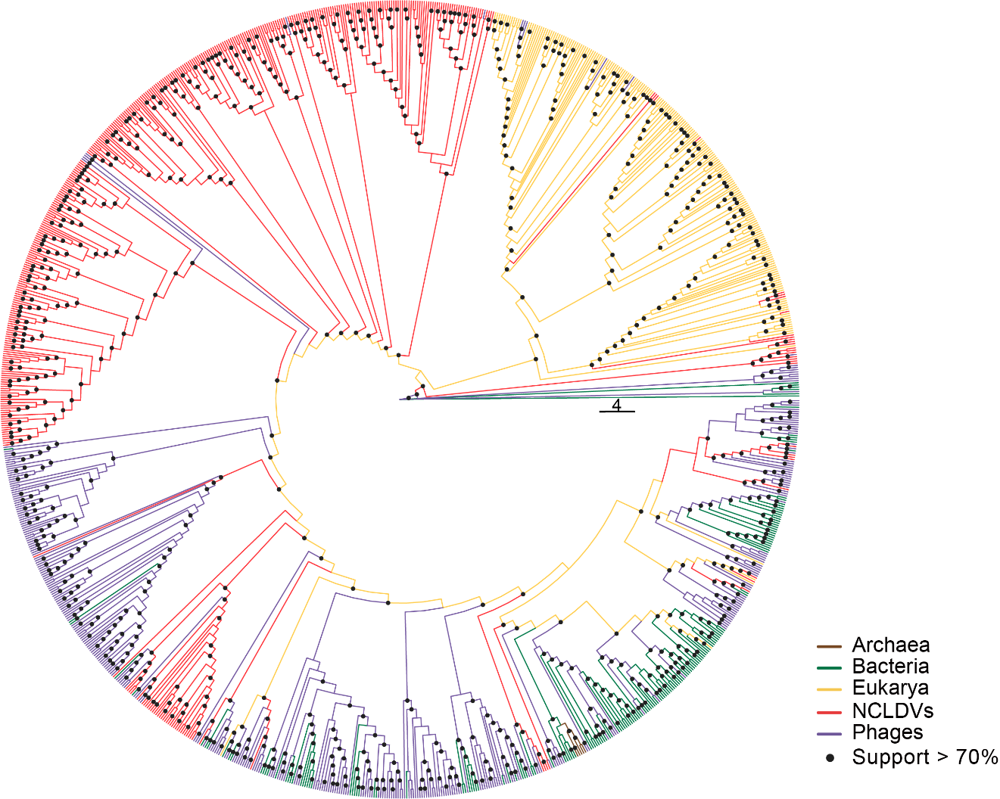 4
Archaea
Bacteria
Eukarya
NCLDVs
Phages
Support > 70%